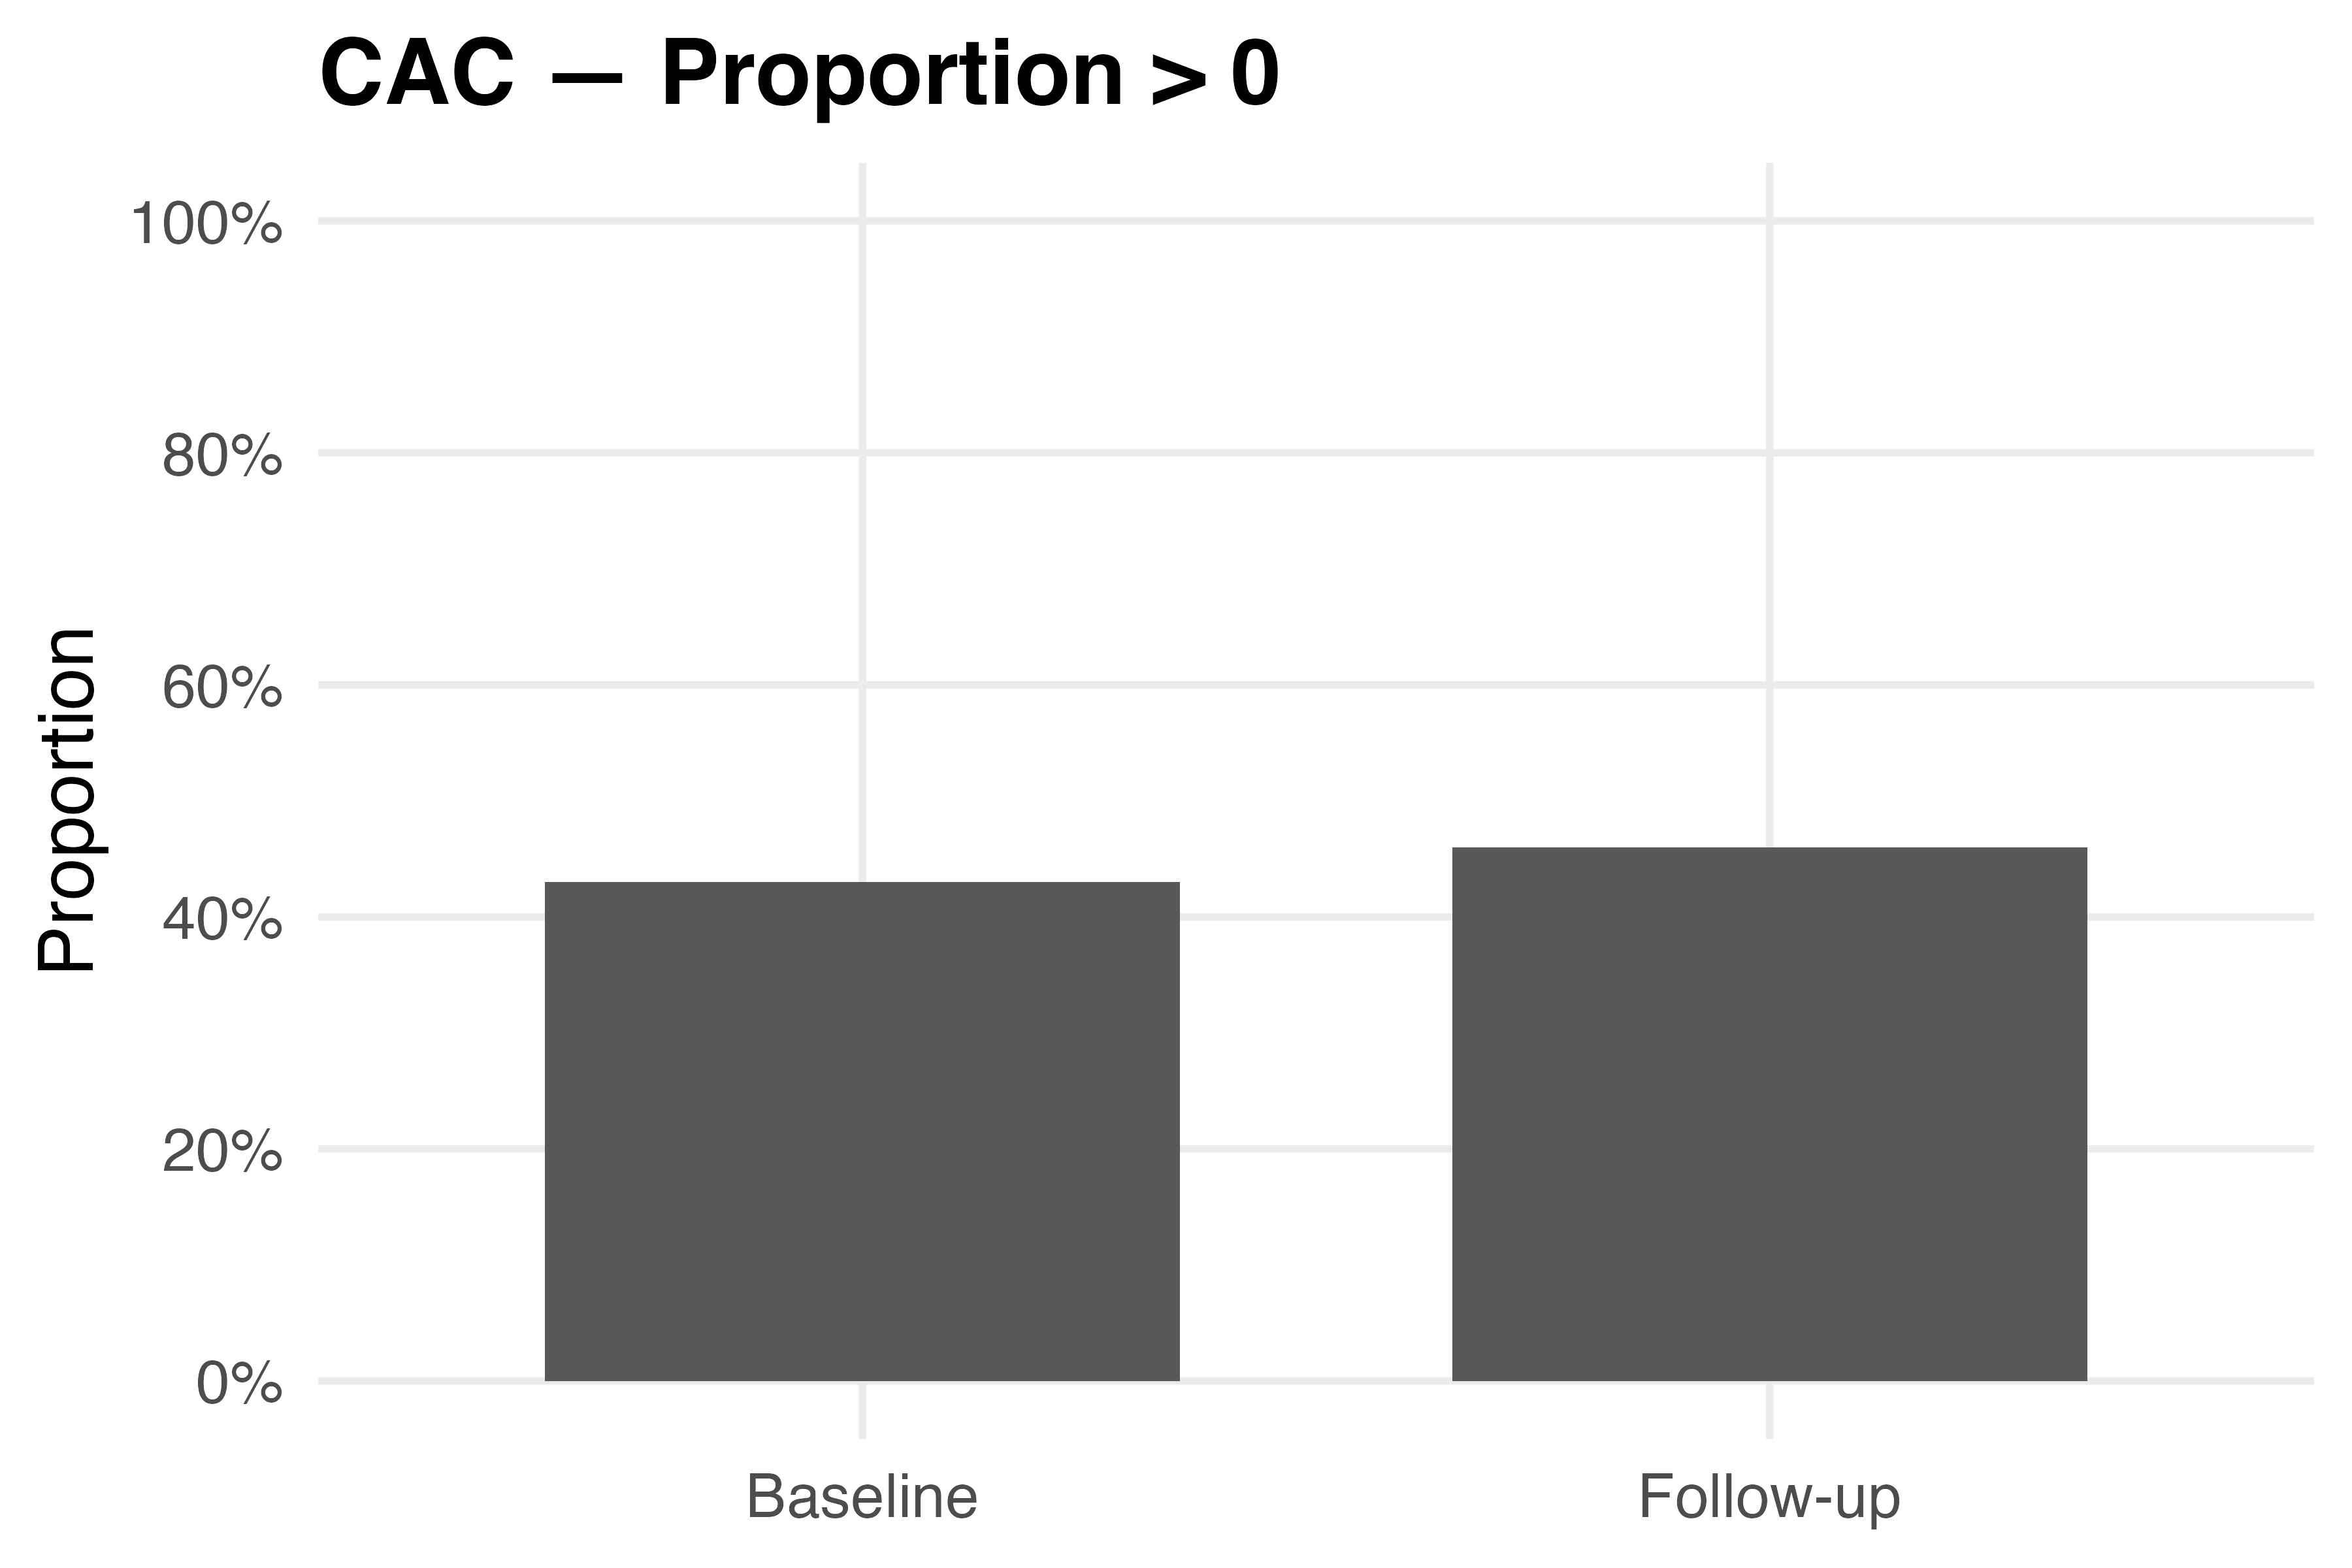 CAC — Proportion > 0
Proportion
100%
80%
60%
40%
20%
0%
Baseline
Follow-up